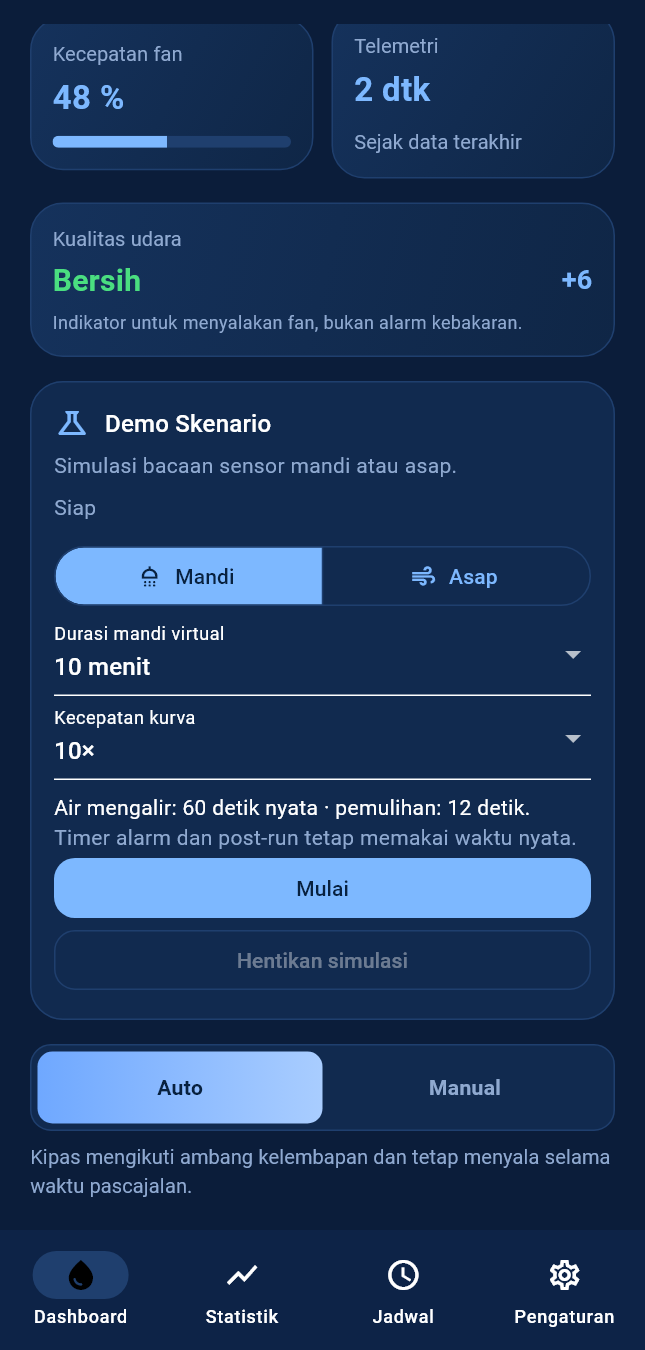 Kecepatan fan
48 %
Telemetri
2 dtk
Sejak data terakhir
Kualitas udara
Bersih
+6
Indikator untuk menyalakan fan, bukan alarm kebakaran.
Demo Skenario
Simulasi bacaan sensor mandi atau asap.
Siap
Mandi
Asap
Durasi mandi virtual
10 menit
Kecepatan kurva
10×
Air mengalir: 60 detik nyata · pemulihan: 12 detik.
Timer alarm dan post-run tetap memakai waktu nyata.
Mulai
Hentikan simulasi
Auto
Manual
Kipas mengikuti ambang kelembapan dan tetap menyala selama
waktu pascajalan.
Dashboard
Statistik
Jadwal
Pengaturan